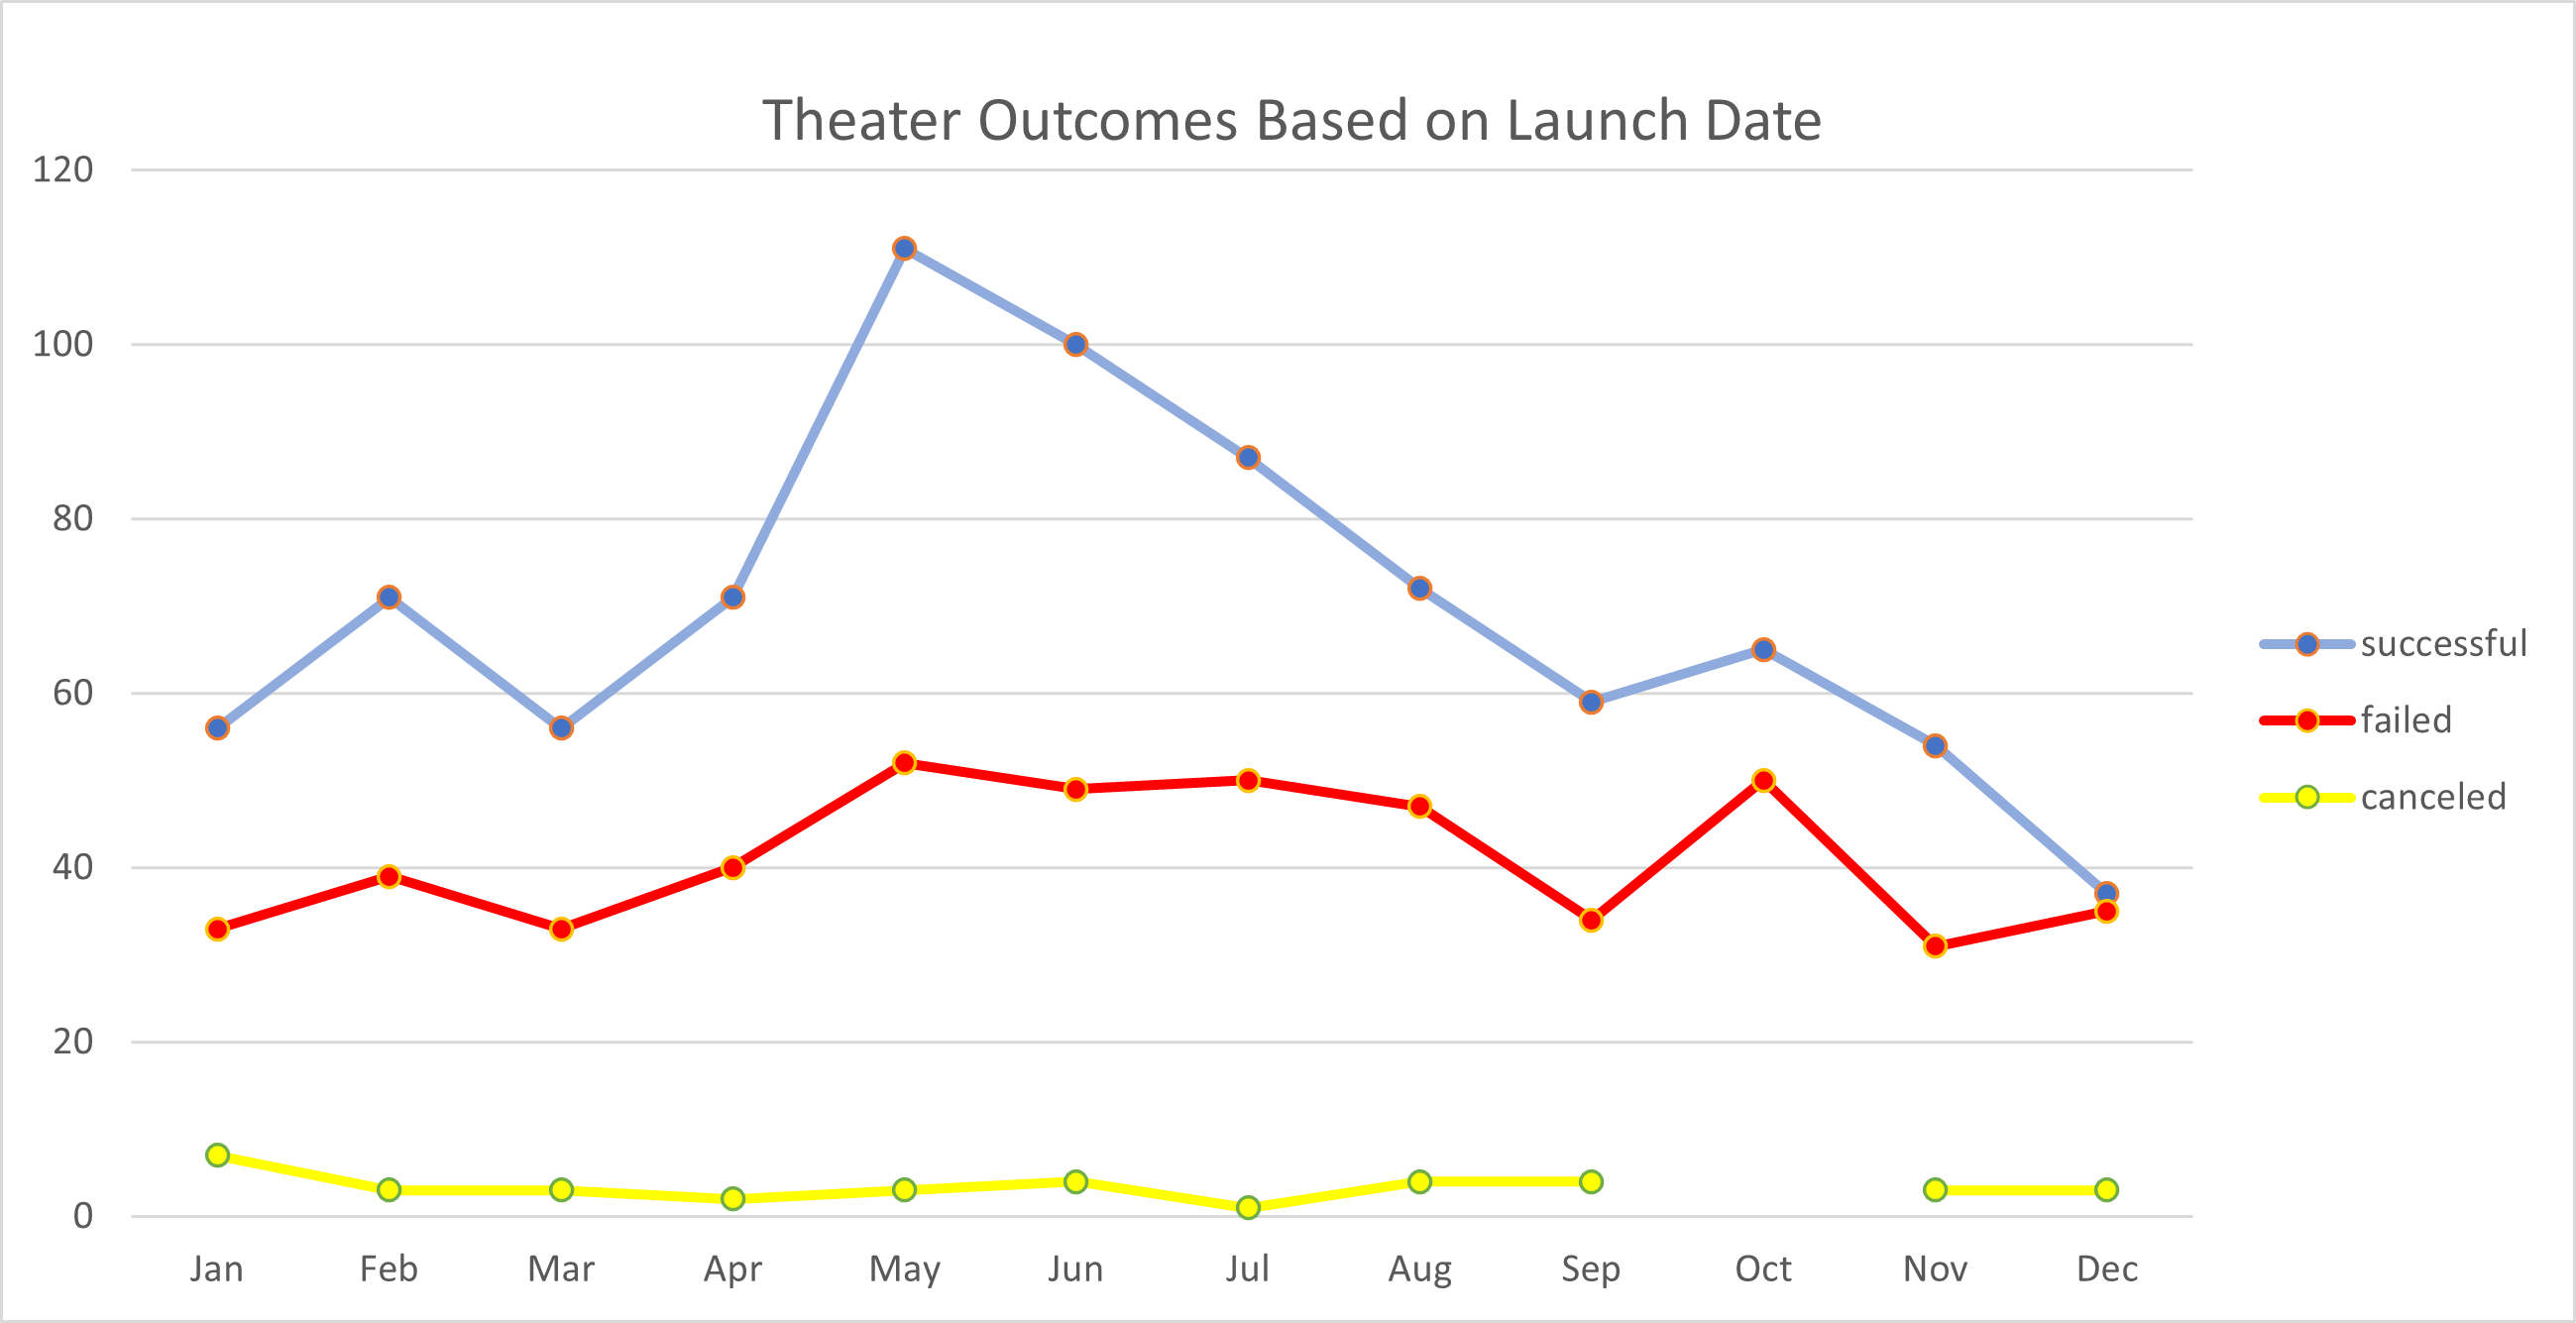 Theater Outcomes Based on Launch Date
120
100
80
60
40
20
0
Jan Feb Mar Apr May Jun Jul Aug Sep Oct Nov Dec
successful
failed
canceled